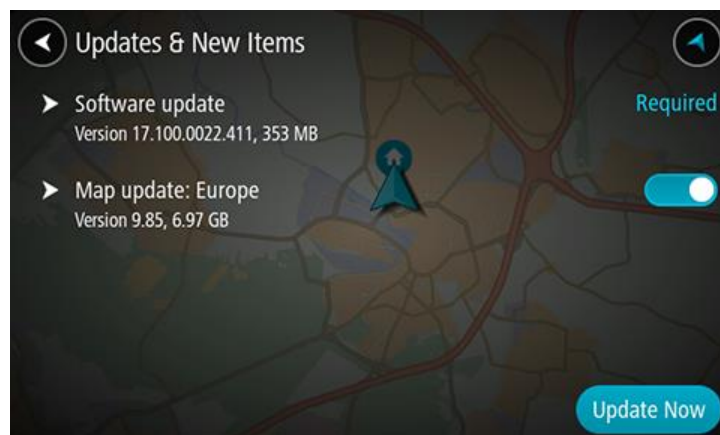 Updates & New Items
Software update
Required
Version 17.100.0022.411, 353 MB
Map update: Europe
Version 9.85, 6.97 GB
Update Now